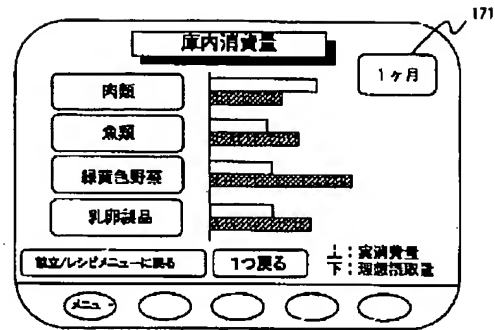 171
庫内消費量
1ヶ月
肉類
魚類
緑黄色野菜
乳卵製品
献立/レシピメニューに戻る
1つ戻る
上：実消費量
下：理想摂取量
メニュー